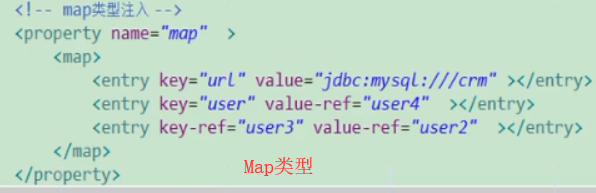 <!-- map类型注入 -->
<property name="map" >
<map>
<entry key="url" value="jdbc:mysql:///crm" ></entry>
<entry key="user" value-ref="user4" ></entry>
<entry key-ref="user3" value-ref="user2" ></entry>
</map>
</property>
Map类型